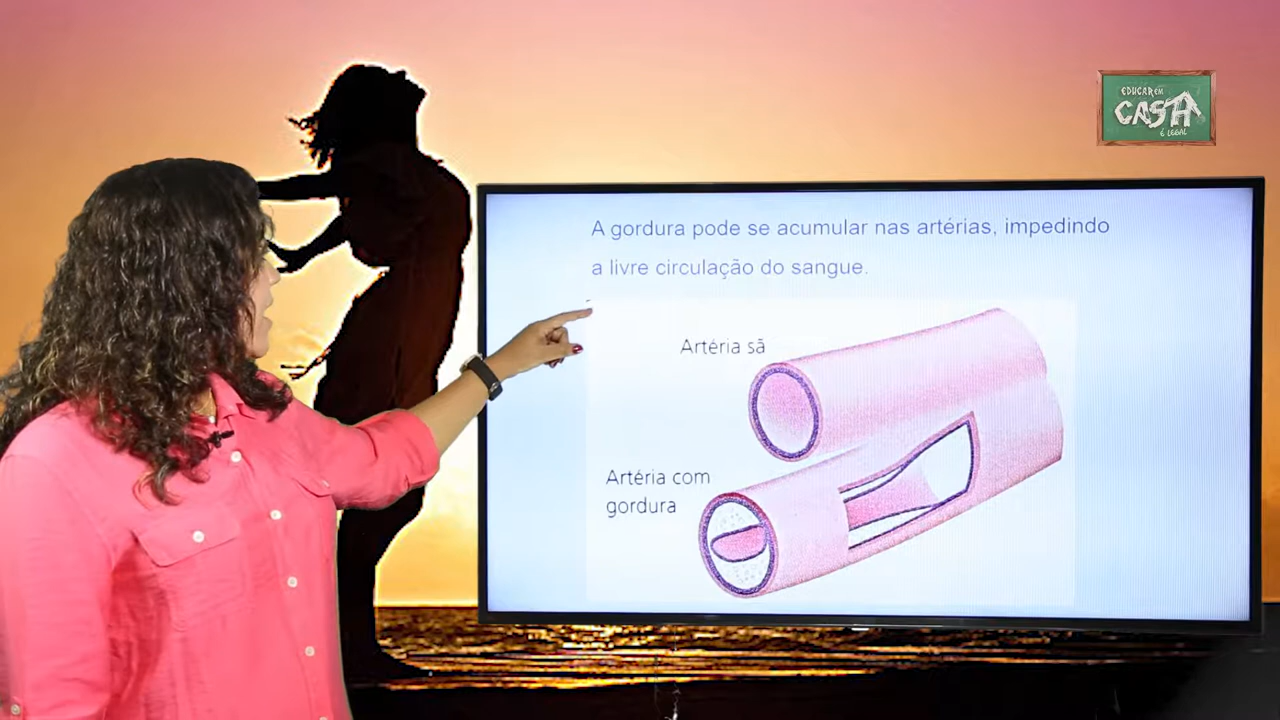 EDUCAR EM
CASA
É LEGAL
A gordura pode se acumular nas artérias, impedindo
a livre circulação do sangue.
Artéria sã
Artéria com
gordura